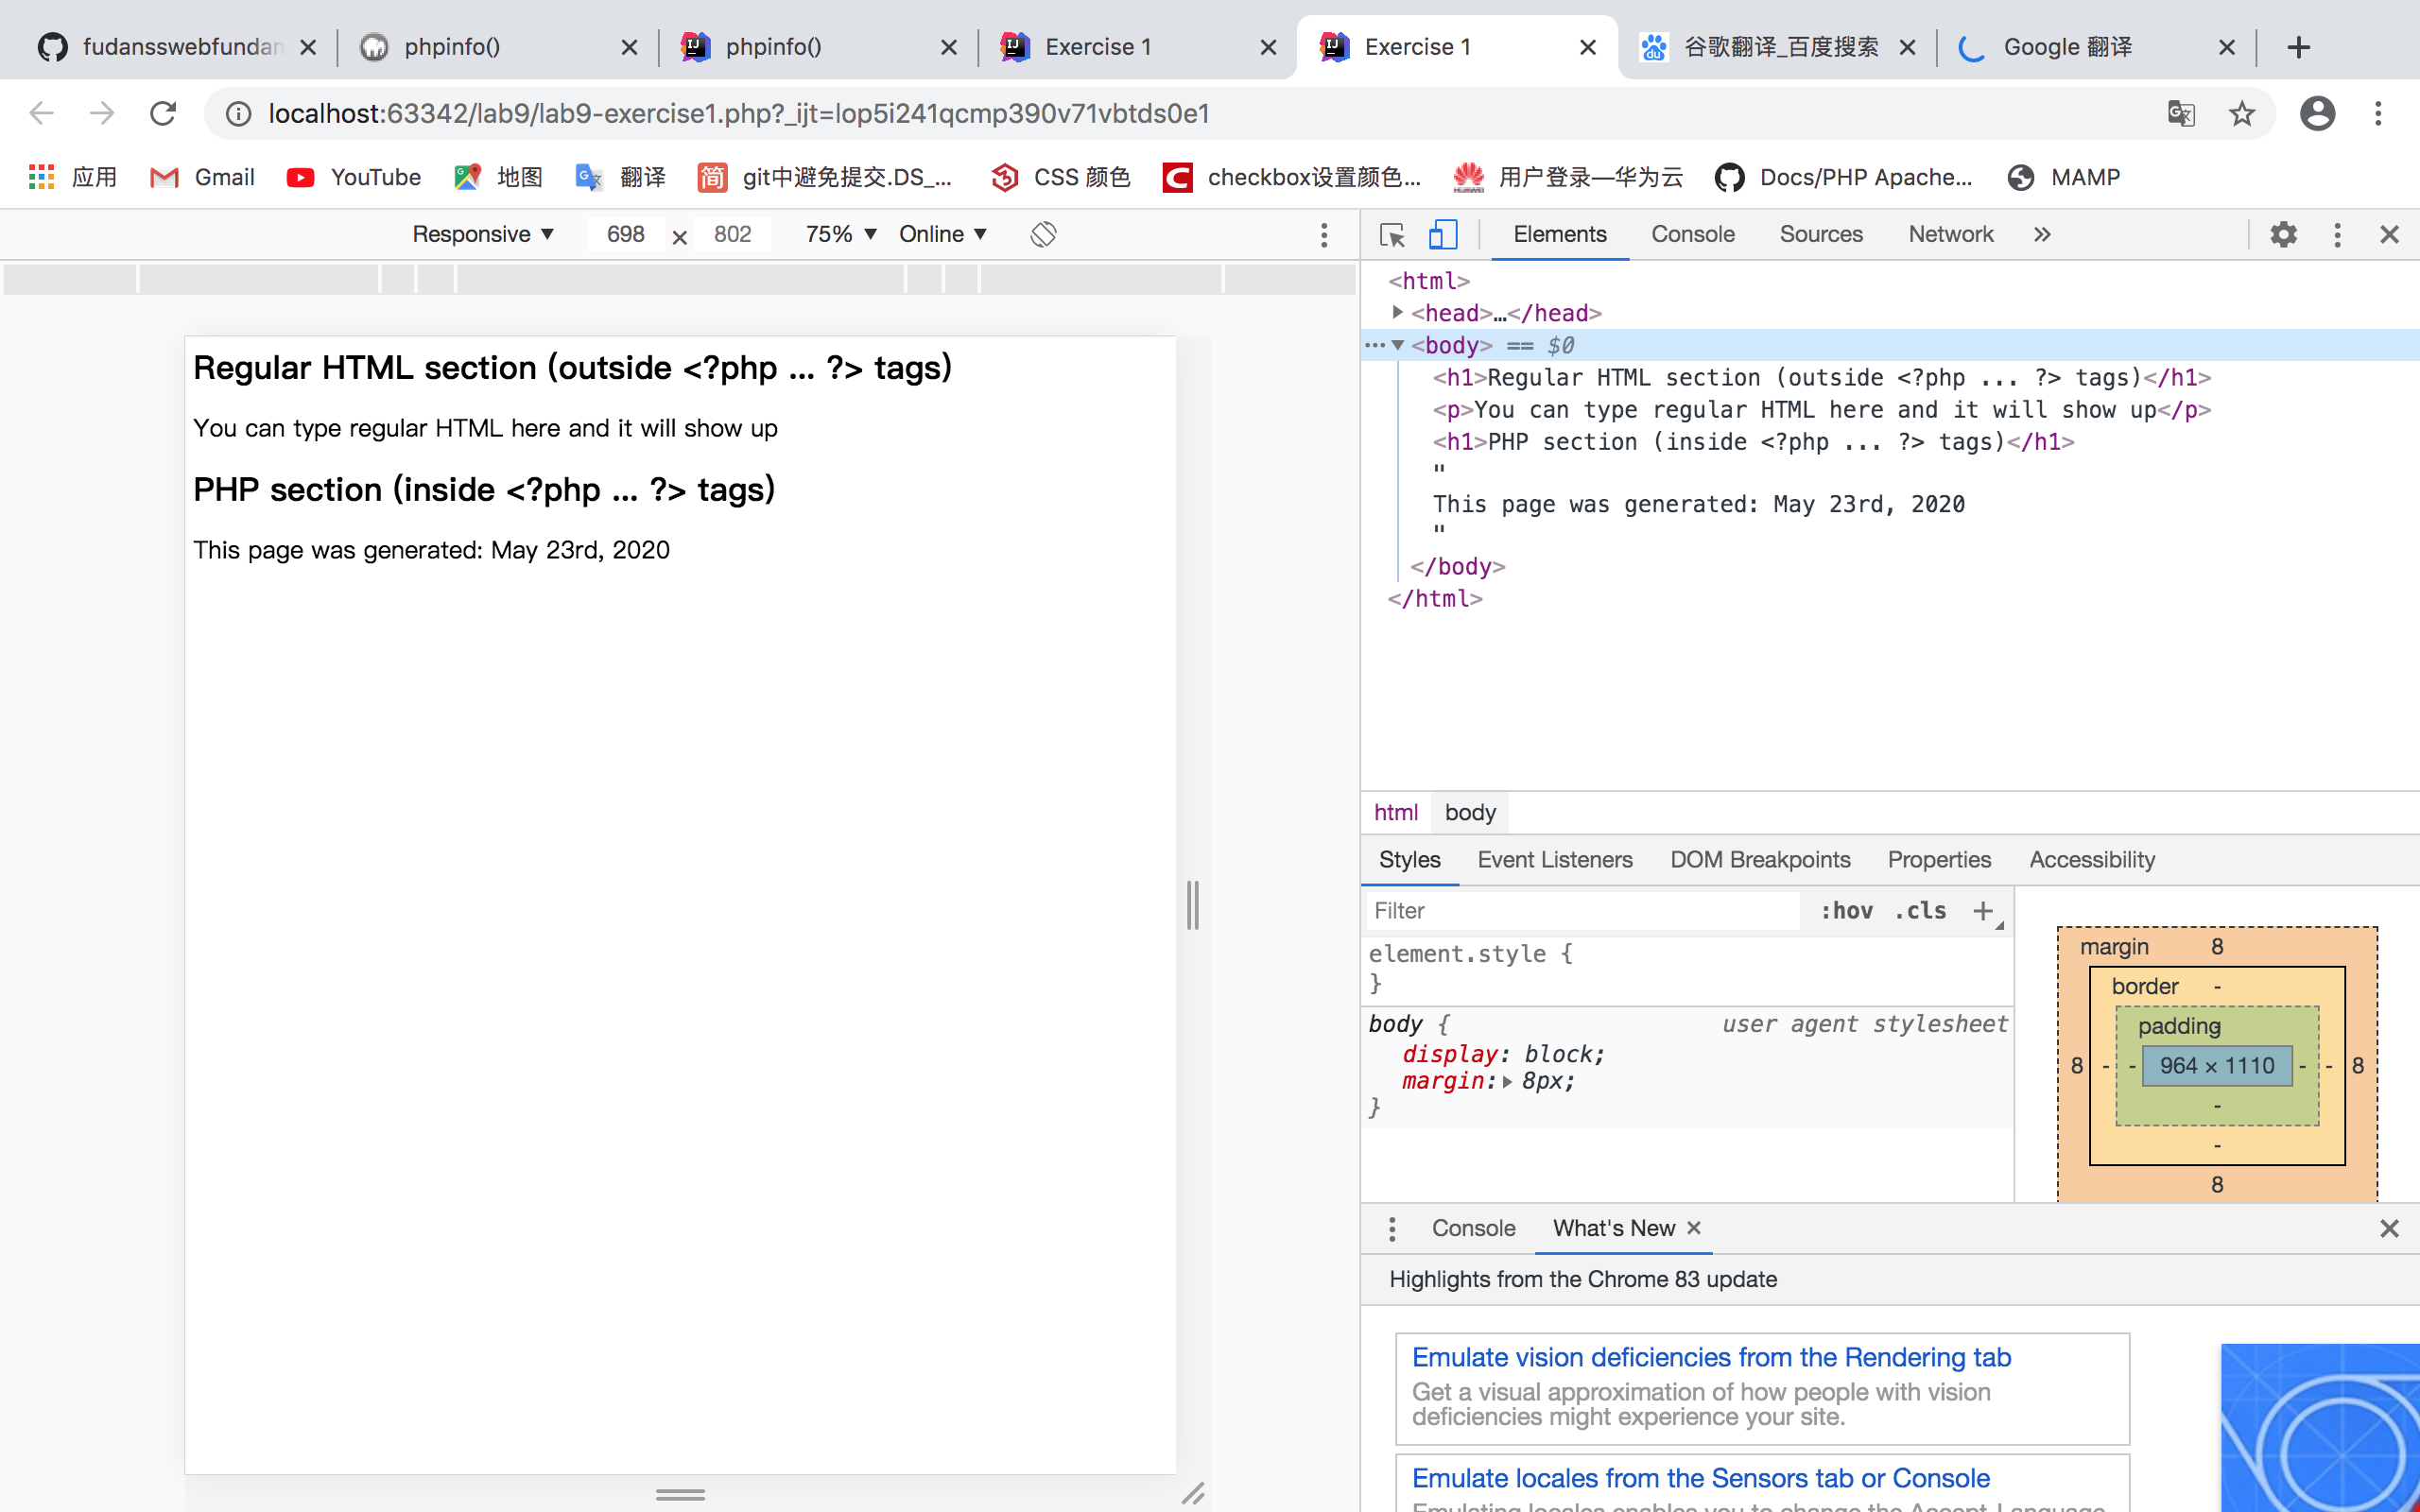 fudansswebfundan
phpinfo()
phpinfo()
Exercise 1
Exercise 1
谷歌翻译_百度搜索
Google 翻译
localhost:63342/lab9/lab9-exercise1.php?_ijt=lop5i241qcmp390v71vbtds0e1
应用 Gmail YouTube 地图 翻译 git中避免提交.DS_... CSS 颜色 checkbox设置颜色... 用户登录—华为云 Docs/PHP Apache... MAMP
Responsive ▼ 698 × 802 75% ▼ Online ▼
Elements Console Sources Network »
Regular HTML section (outside <?php ... ?> tags)
You can type regular HTML here and it will show up
PHP section (inside <?php ... ?> tags)
This page was generated: May 23rd, 2020
<html>
<head>…</head>
<body> == $0
<h1>Regular HTML section (outside <?php ... ?> tags)</h1>
<p>You can type regular HTML here and it will show up</p>
<h1>PHP section (inside <?php ... ?> tags)</h1>
"
This page was generated: May 23rd, 2020
"
</body>
</html>
html body
Styles Event Listeners DOM Breakpoints Properties Accessibility
Filter :hov .cls +
element.style {
}
body { user agent stylesheet
display: block;
margin: 8px;
}
margin 8
border -
padding -
8 - - 964 × 1110 - - 8
-
-
8
Console What's New
Highlights from the Chrome 83 update
Emulate vision deficiencies from the Rendering tab
Get a visual approximation of how people with vision
deficiencies might experience your site.
Emulate locales from the Sensors tab or Console
Emulating locales enables you to change the Accept-Language